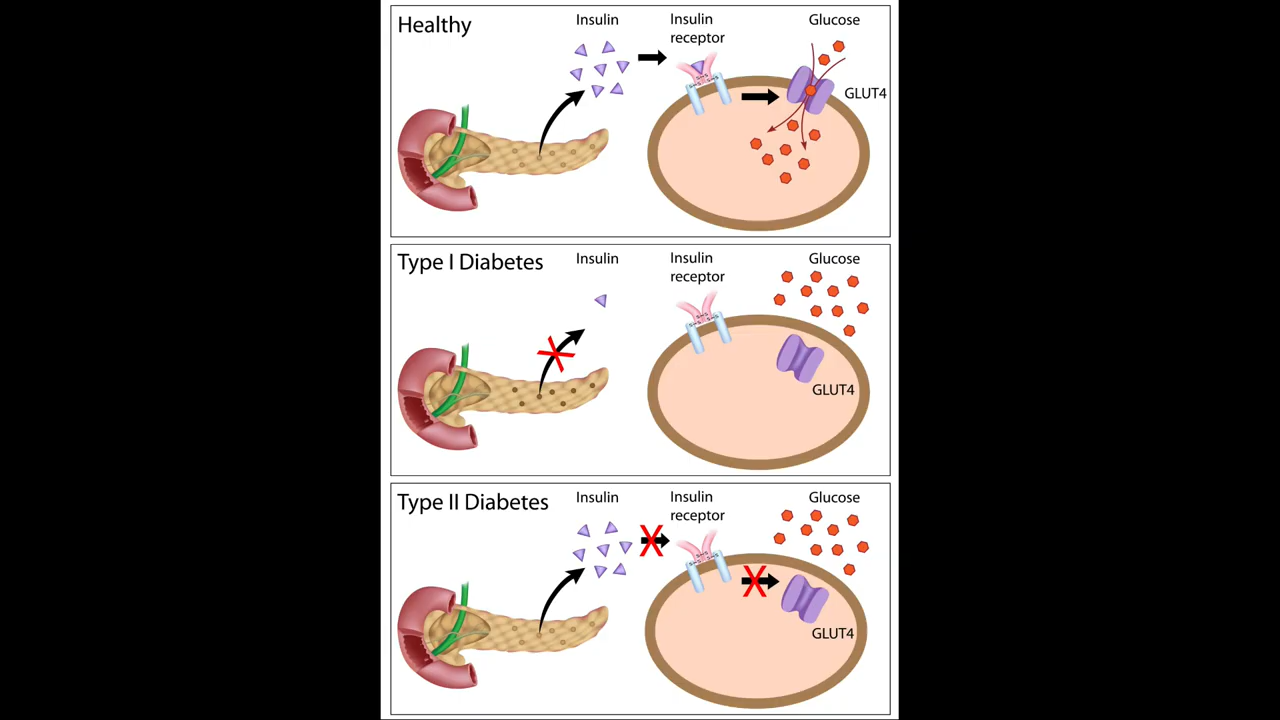 Healthy
Insulin
Insulin
receptor
Glucose
GLUT4
Type I Diabetes
Insulin
Insulin
receptor
Glucose
GLUT4
Type II Diabetes
Insulin
Insulin
receptor
Glucose
GLUT4